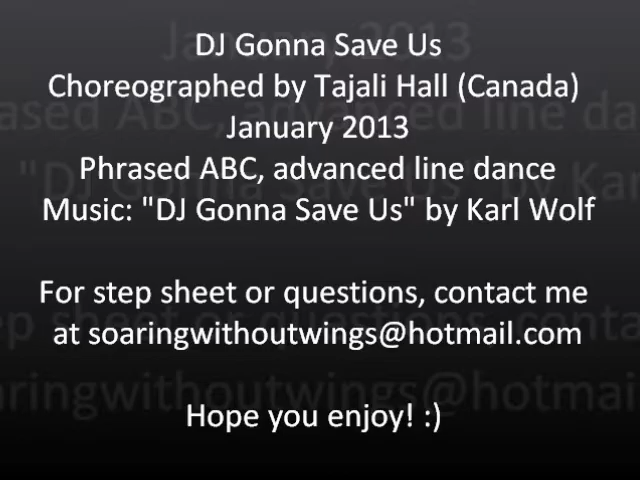 DJ Gonna Save Us
Choreographed by Tajali Hall (Canada)
January 2013
Phrased ABC, advanced line dance
Music: "DJ Gonna Save Us" by Karl Wolf
For step sheet or questions, contact me
at soaringwithoutwings@hotmail.com
Hope you enjoy! :)